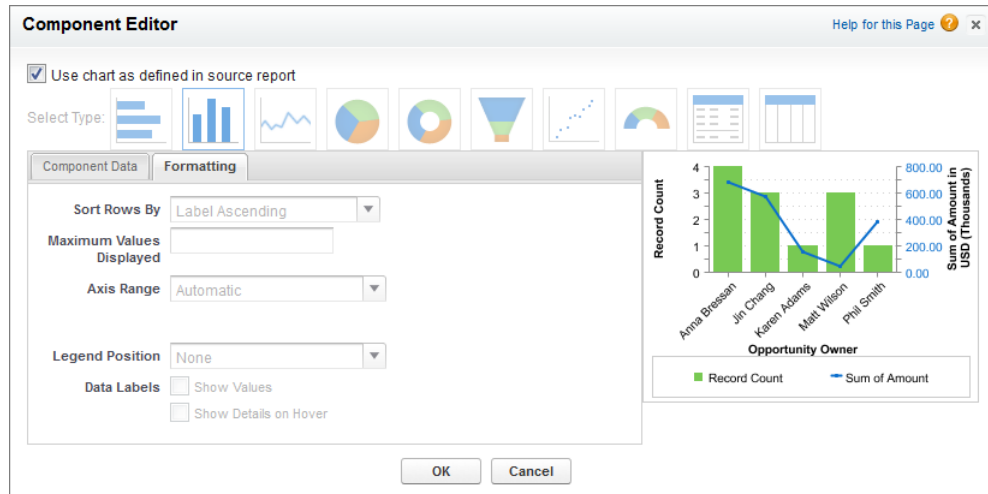 Component Editor
Help for this Page
Use chart as defined in source report
Select Type:
Component Data
Formatting
Sort Rows By
Label Ascending
Maximum Values
Displayed
Axis Range
Automatic
Legend Position
None
Data Labels
Show Values
Show Details on Hover
Record Count
4
3
2
1
0
800.00
600.00
400.00
200.00
0.00
Sum of Amount in
USD (Thousands)
Anna Bressan
Jin Chang
Karen Adams
Matt Wilson
Phil Smith
Opportunity Owner
Record Count
Sum of Amount
OK
Cancel